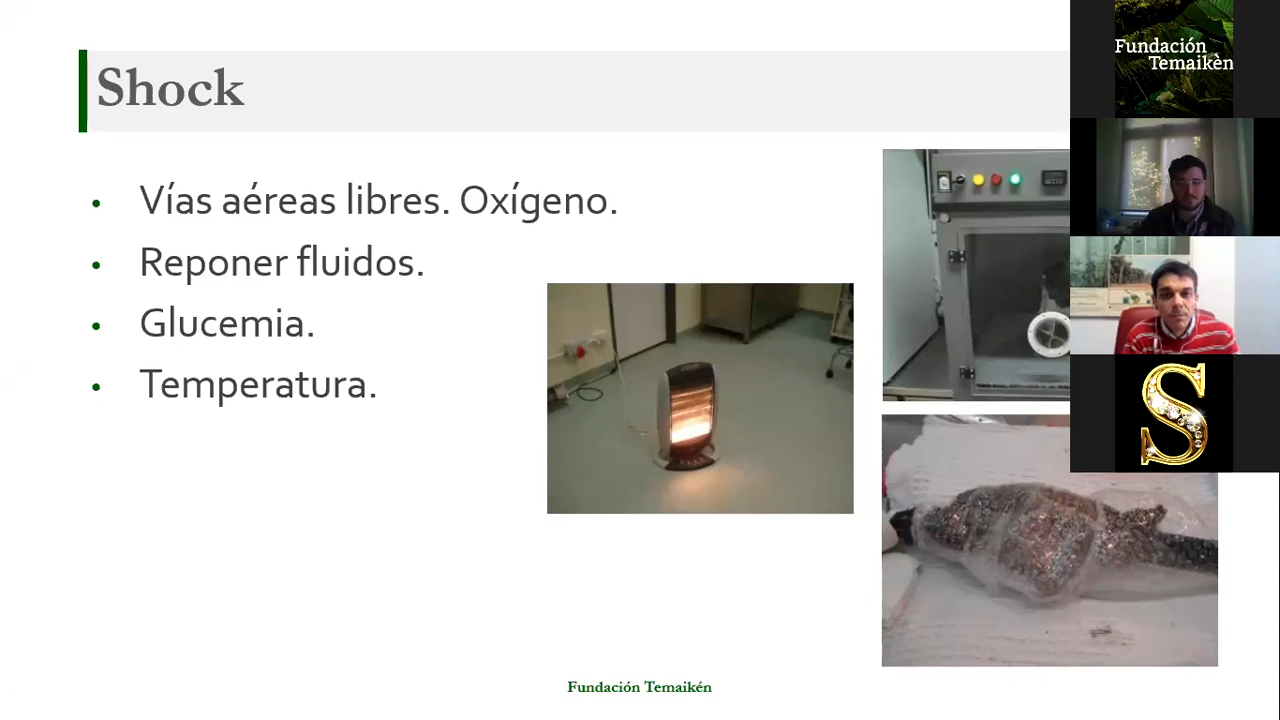 Shock
• Vías aéreas libres. Oxígeno.
• Reponer fluidos.
• Glucemia.
• Temperatura.
Fundación Temaikén
Fundación
Temaikèn
S